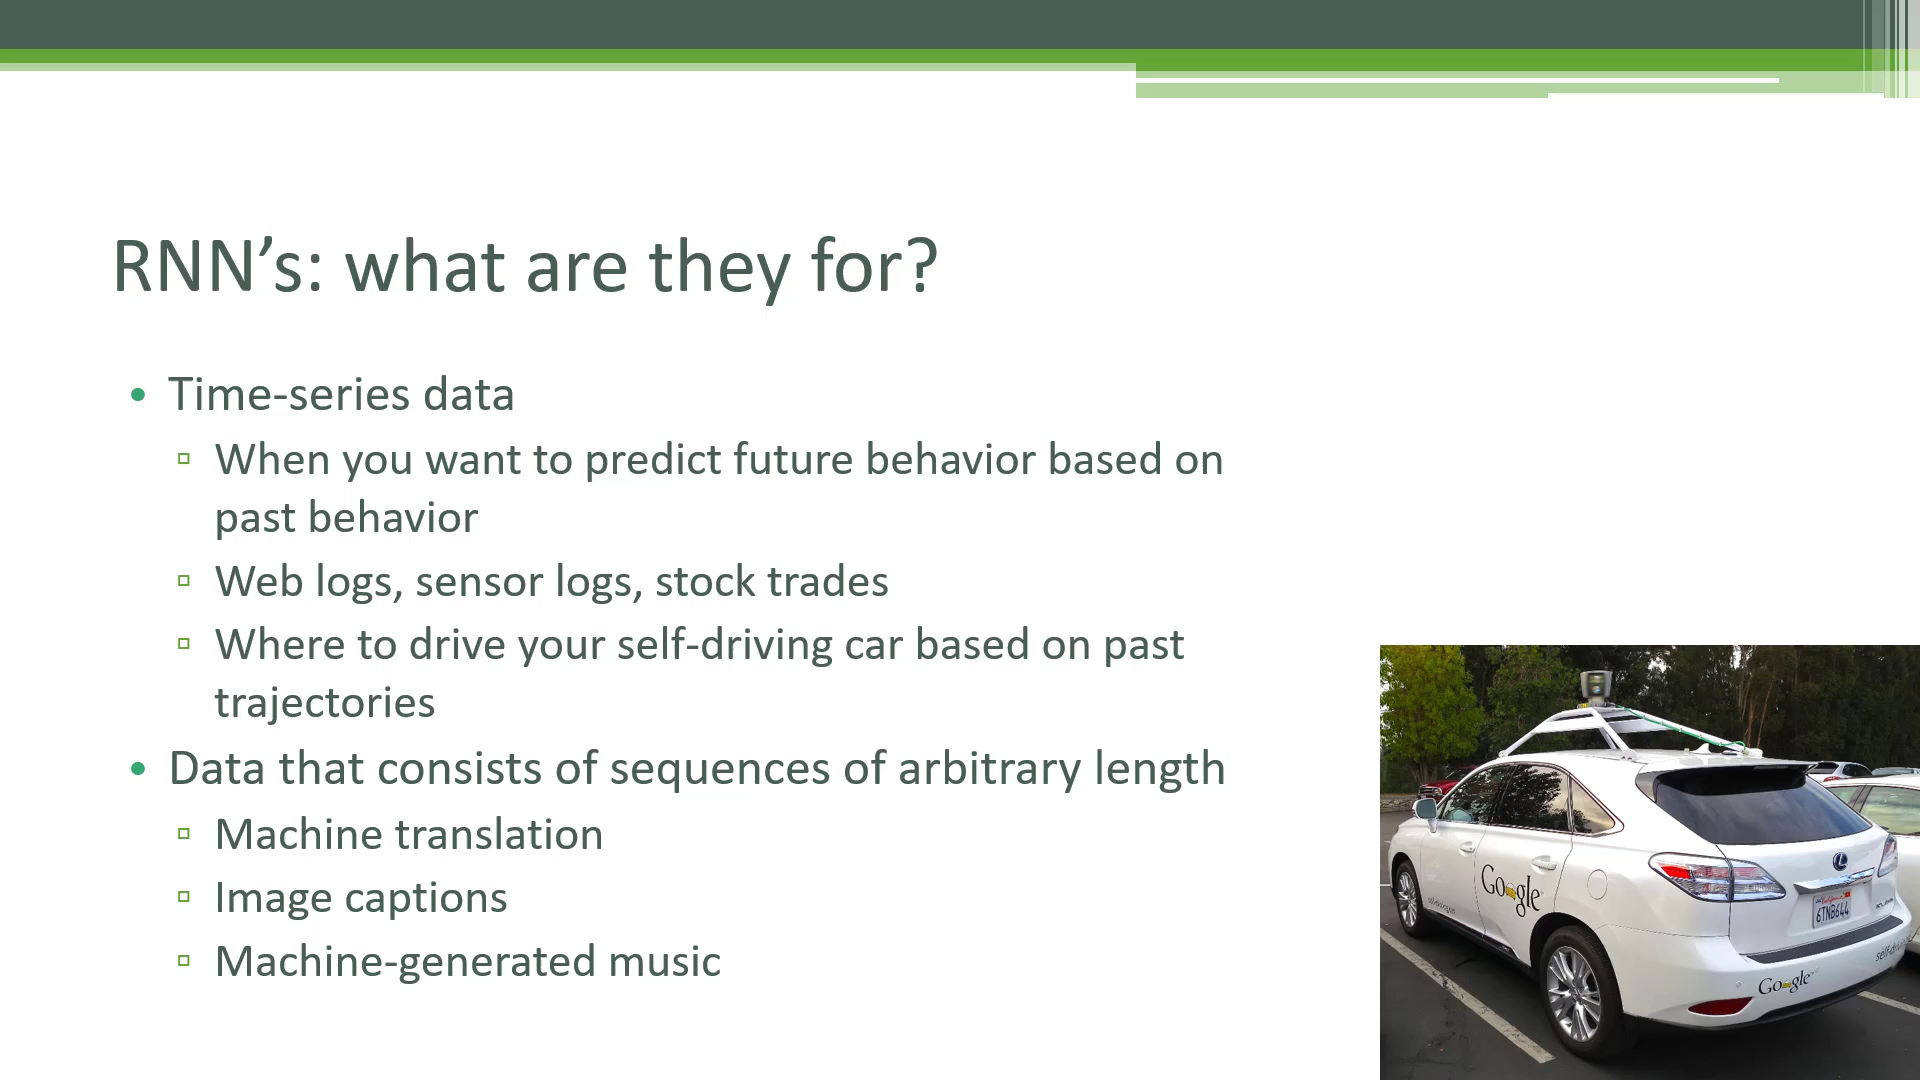 RNN’s: what are they for?
• Time-series data
▫ When you want to predict future behavior based on
past behavior
▫ Web logs, sensor logs, stock trades
▫ Where to drive your self-driving car based on past
trajectories
• Data that consists of sequences of arbitrary length
▫ Machine translation
▫ Image captions
▫ Machine-generated music
Google
6TNB644
Google